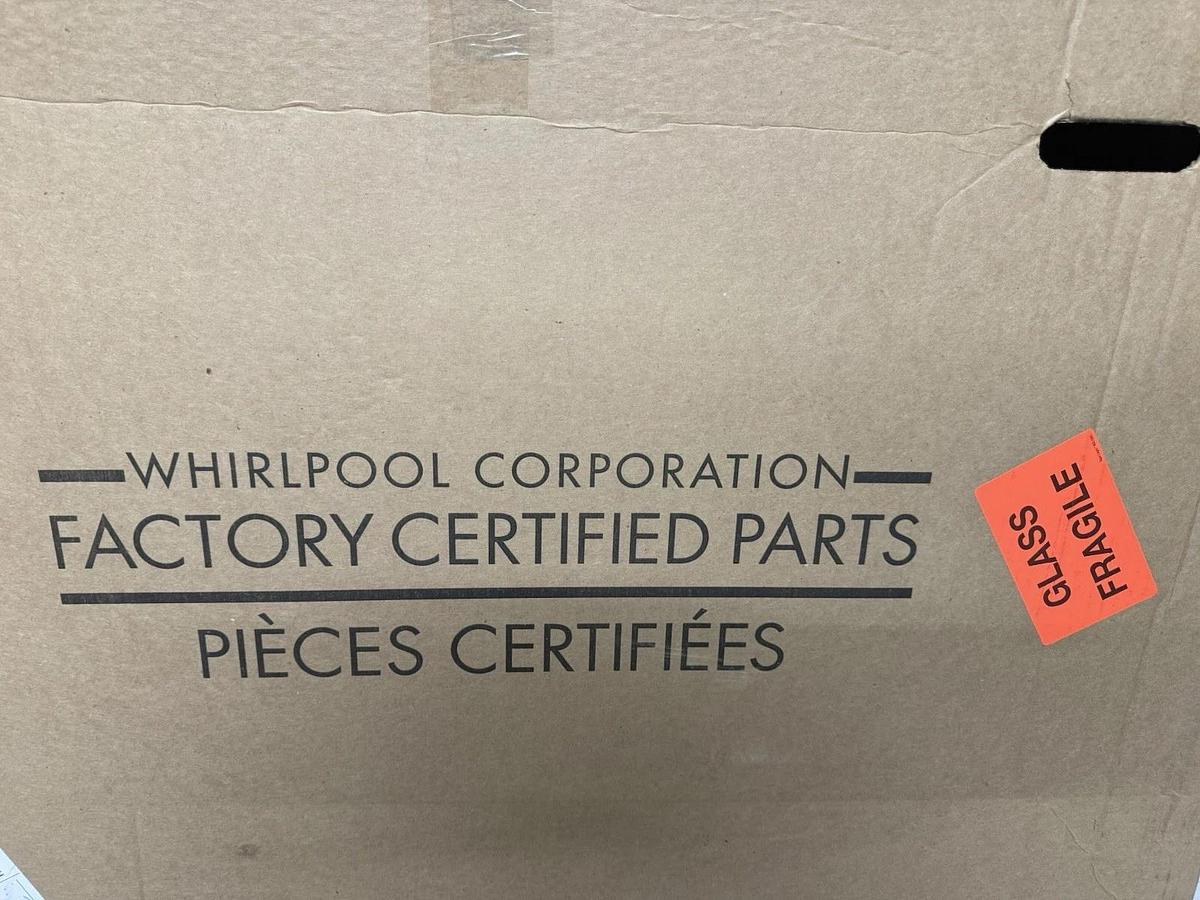 WHIRLPOOL CORPORATION
FACTORY CERTIFIED PARTS
PIÈCES CERTIFIÉES
GLASS
FRAGILE